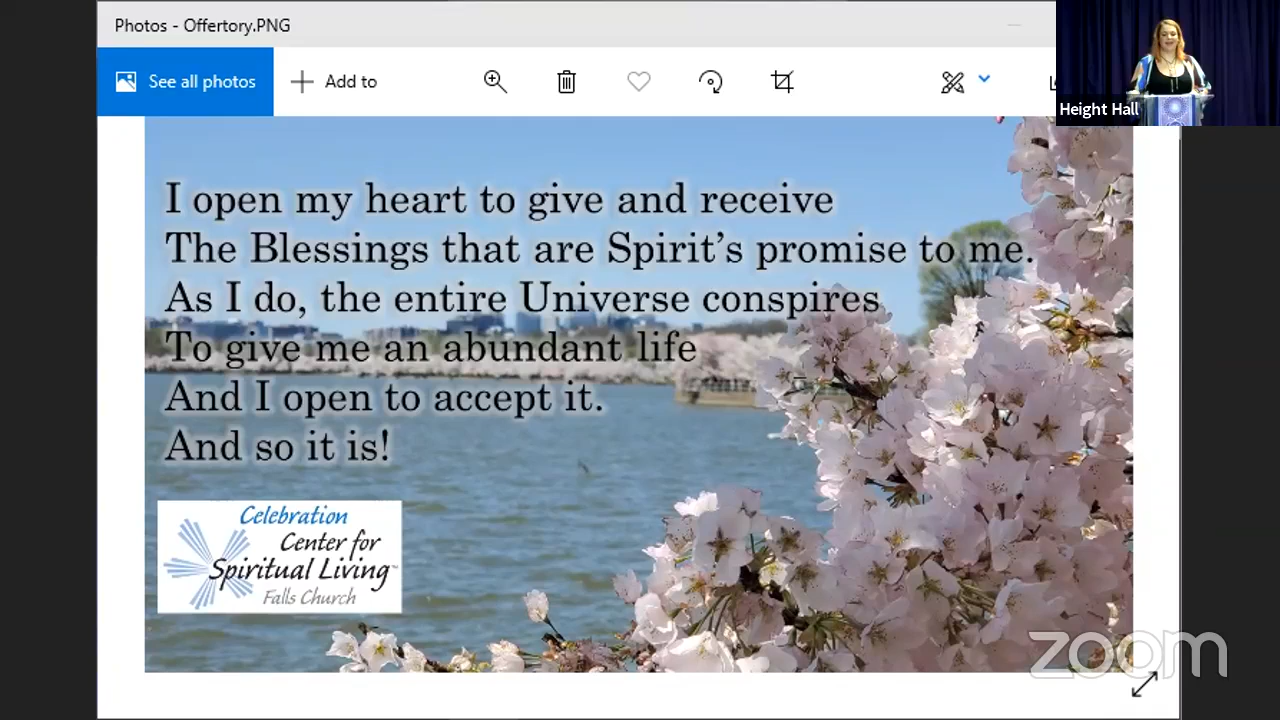 Photos - Offertory.PNG
See all photos
Add to
Height Hall
I open my heart to give and receive
The Blessings that are Spirit's promise to me.
As I do, the entire Universe conspires
To give me an abundant life
And I open to accept it.
And so it is!
Celebration
Center for
Spiritual Living
Falls Church
zoom